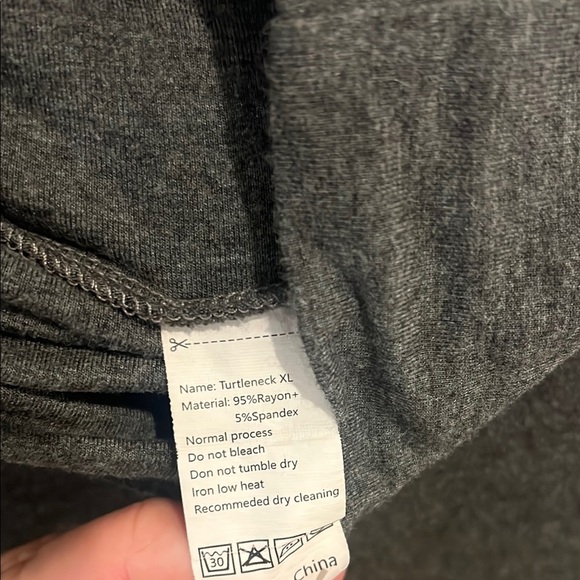 Name: Turtleneck XL
Material: 95%Rayon+
5%Spandex
Normal process
Do not bleach
Don not tumble dry
Iron low heat
Recommeded dry cleaning
30
China